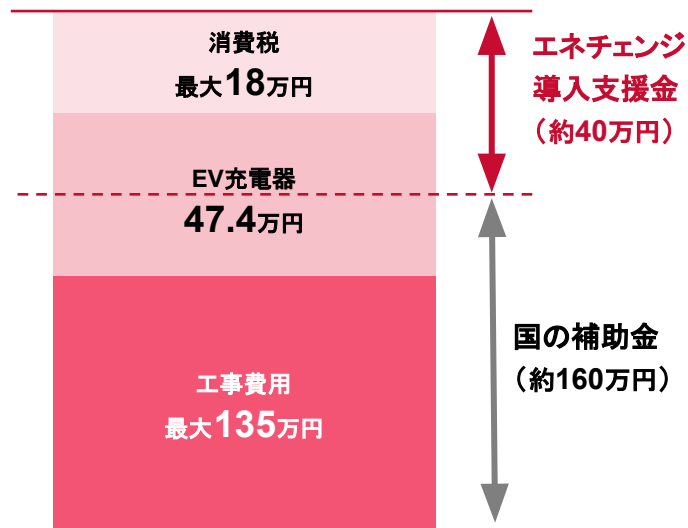 消費税
最大18万円
エネチェンジ
導入支援金
（約40万円）
EV充電器
47.4万円
国の補助金
（約160万円）
工事費用
最大135万円